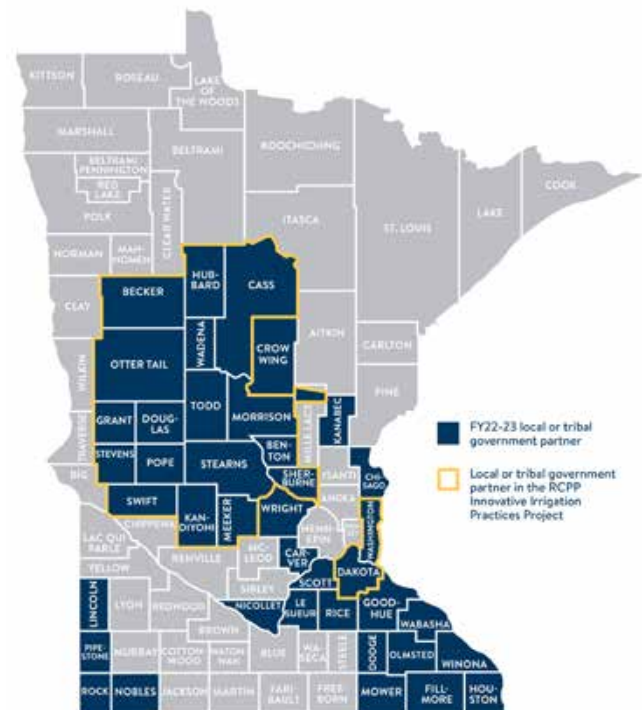 KITTSON
ROSEAU
LAKE
OF
THE WOODS
MARSHALL
BELTRAMI
KOOCHICHING
BELTRAMI
PENNINGTON
RED
LAKE
POLK
CLEAR WATER
ITASCA
ST. LOUIS
LAKE
COOK
NORMAN
MAH-
NOMEN
HUB-
BARD
CASS
BECKER
CLAY
WADENA
CROW
WING
AITKIN
CARLTON
OTTER TAIL
WILKIN
PINE
TODD
MORRISON
MILLE LACS
KANABEC
GRANT
DOUG-
LAS
TRAVERSE
STEVENS
POPE
STEARNS
BEN-
TON
BIG
SHER-
BURNE
YSANTI
CHI-
SAGO
ANOKA
SWIFT
KAN-
DIYOHI
MEEKER
WRIGHT
HENN-
EPIN
WASHINGTON
CHIPPEWA
LAC QUI
PARLE
RENVILLE
MC-
LEOD
CAR-
VER
YELLOW
SCOTT
DAKOTA
SIBLEY
LINCOLN
LYON
REDWOOD
NICOLLET
LE
SUEUR
RICE
GOOD-
HUE
WABASHA
BROWN
PIPE-
STONE
MURRAY
COTTON
WOOD
WATON
WAN
BLUE
WA-
SECA
STEELE
DODGE
OLMSTED
WINONA
ROCK
NOBLES
JACKSON
MARTIN
FARI
BAULT
FREE
BORN
MOWER
FILL-
MORE
HOU-
STON
FY22-23 local or tribal
government partner
Local or tribal government
partner in the RCPP
Innovative Irrigation
Practices Project